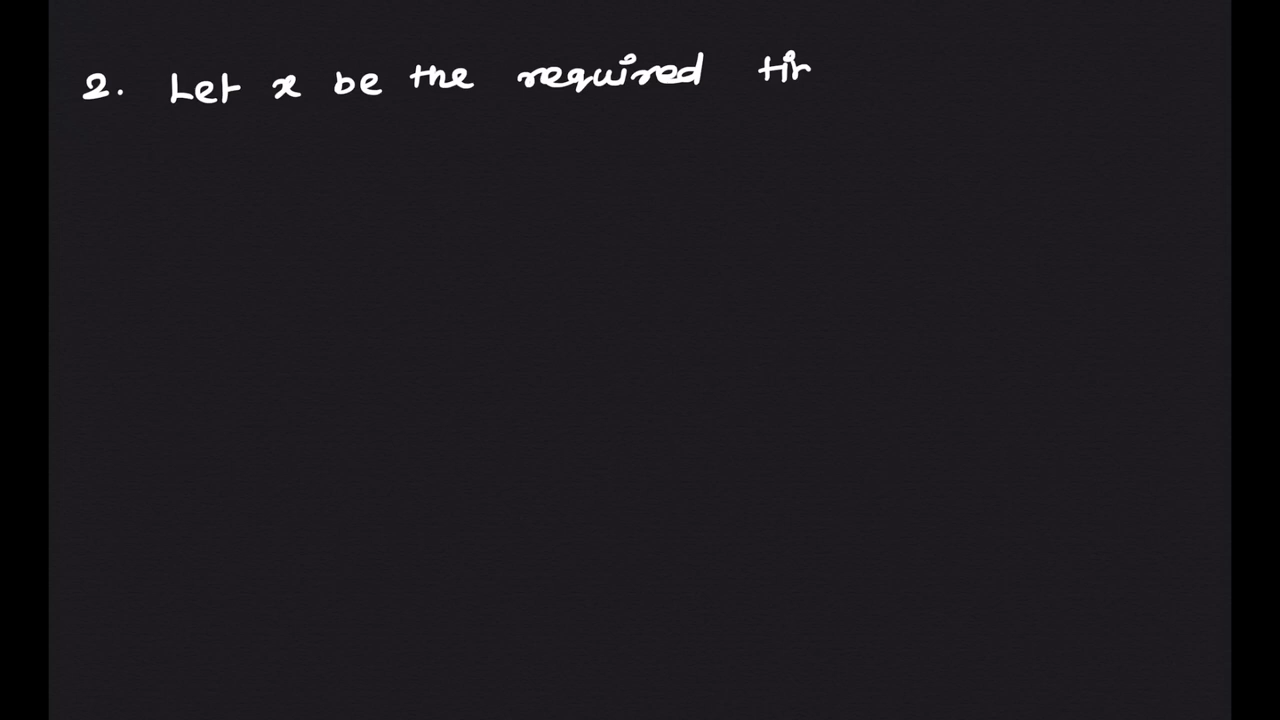 2. Let x be the required